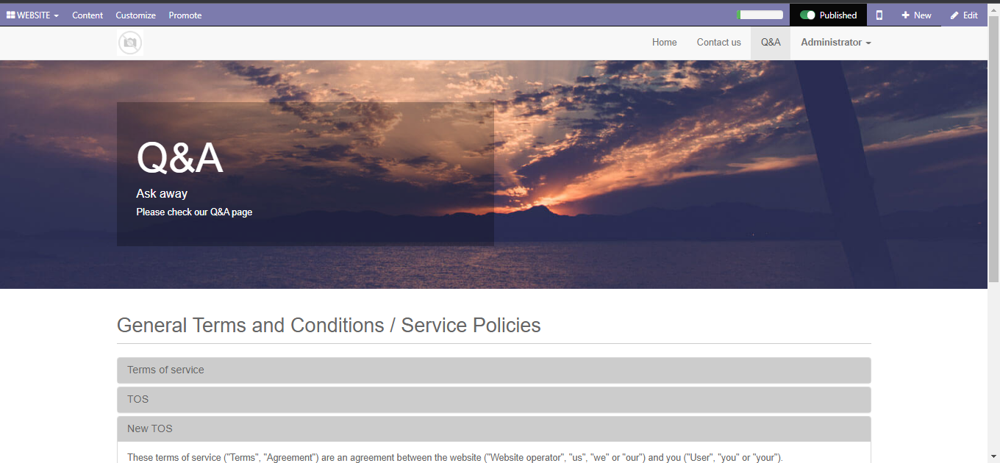 WEBSITE Content Customize Promote Published New Edit
Home Contact us Q&A Administrator
Q&A
Ask away
Please check our Q&A page
General Terms and Conditions / Service Policies
Terms of service
TOS
New TOS
These terms of service ("Terms", "Agreement") are an agreement between the website ("Website operator", "us", "we" or "our") and you ("User", "you" or "your").